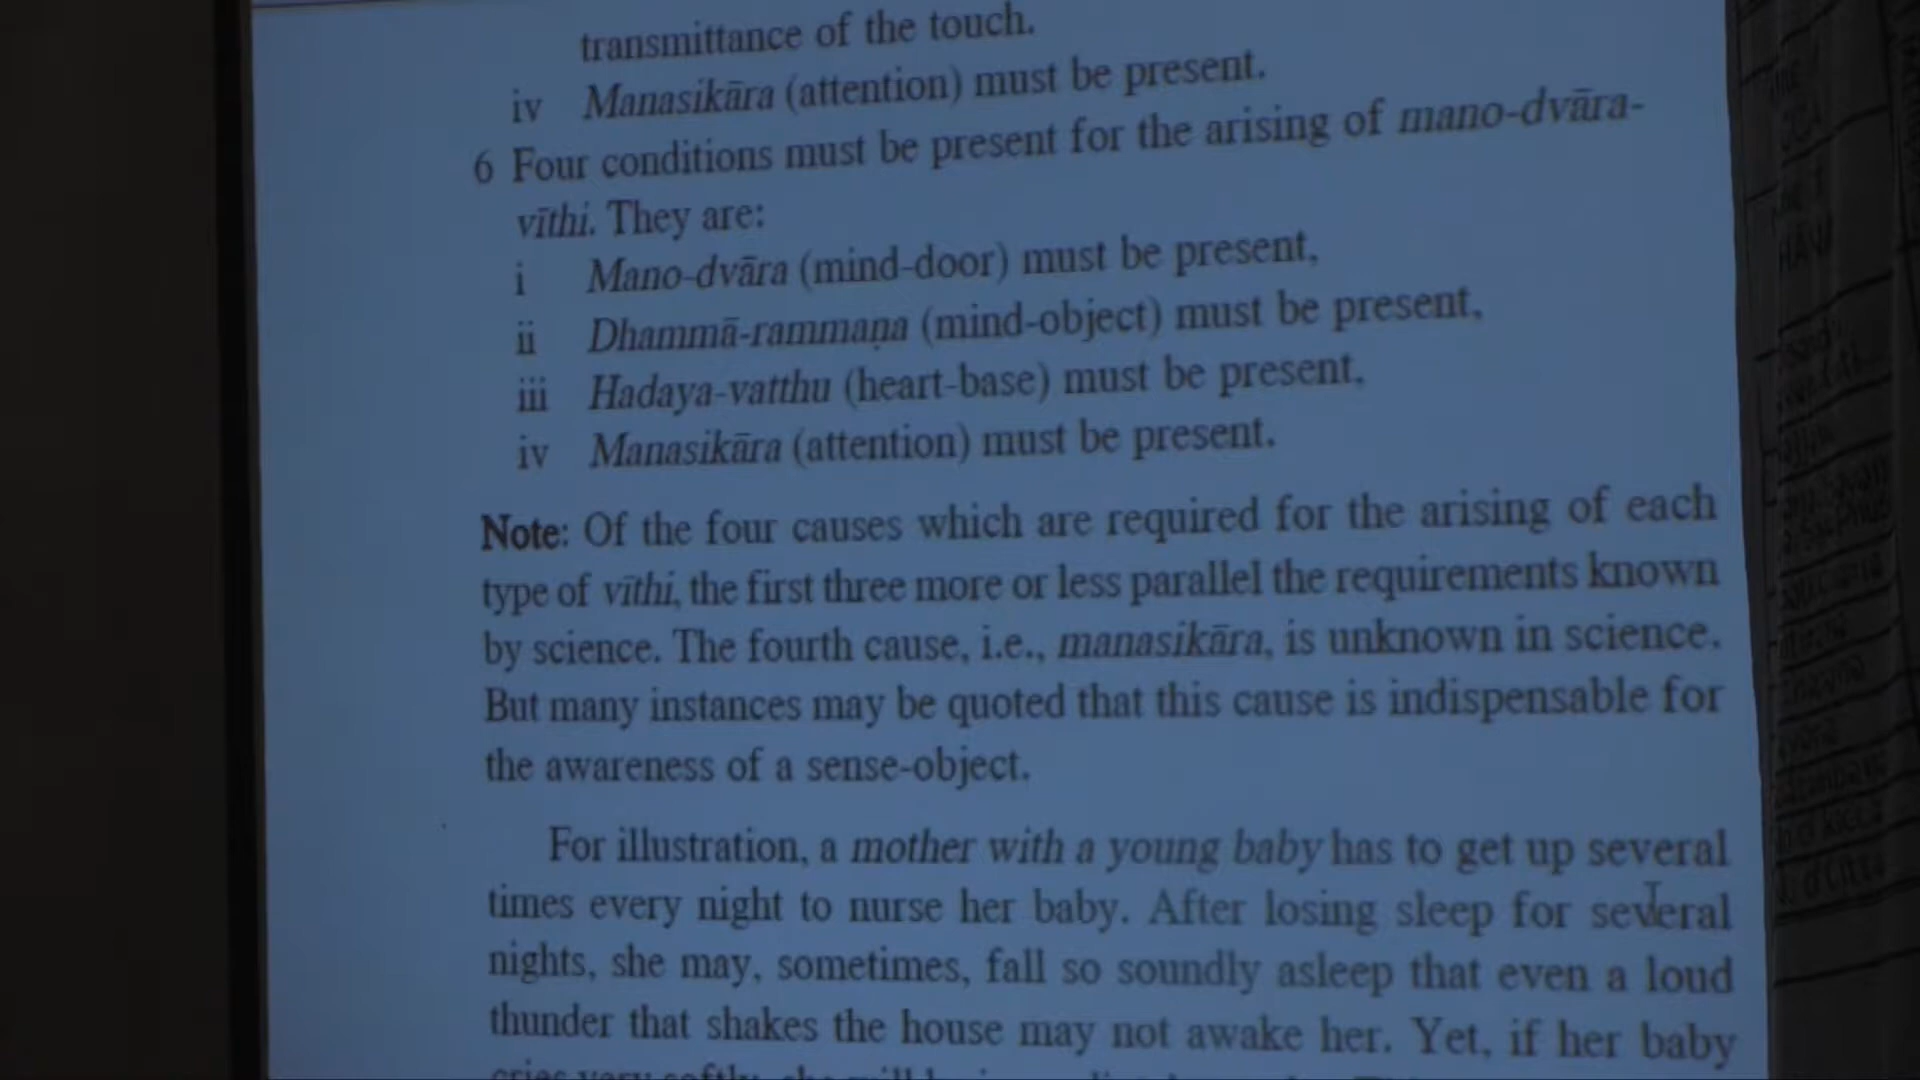 transmittance of the touch.
iv Manasikāra (attention) must be present.
6 Four conditions must be present for the arising of mano-dvāra-
vīthi. They are:
i Mano-dvāra (mind-door) must be present,
ii Dhammā-rammaṇa (mind-object) must be present,
iii Hadaya-vatthu (heart-base) must be present,
iv Manasikāra (attention) must be present.
Note: Of the four causes which are required for the arising of each
type of vīthi, the first three more or less parallel the requirements known
by science. The fourth cause, i.e., manasikāra, is unknown in science.
But many instances may be quoted that this cause is indispensable for
the awareness of a sense-object.
For illustration, a mother with a young baby has to get up several
times every night to nurse her baby. After losing sleep for several
nights, she may, sometimes, fall so soundly asleep that even a loud
thunder that shakes the house may not awake her. Yet, if her baby
cries very softly, she will